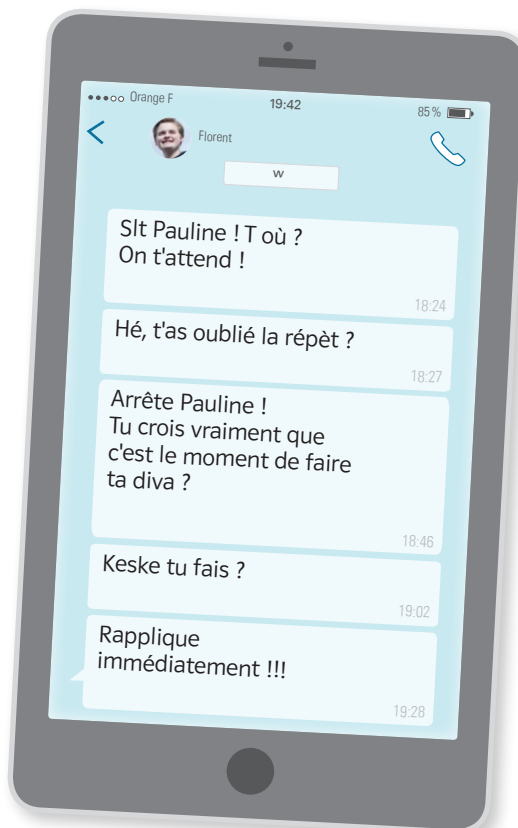 Orange F 19:42 85%
Florent
w
Slt Pauline ! T où ?
On t'attend !
18:24
Hé, t'as oublié la répèt ?
18:27
Arrête Pauline !
Tu crois vraiment que
c'est le moment de faire
ta diva ?
18:46
Keske tu fais ?
19:02
Rapplique
immédiatement !!!
19:28